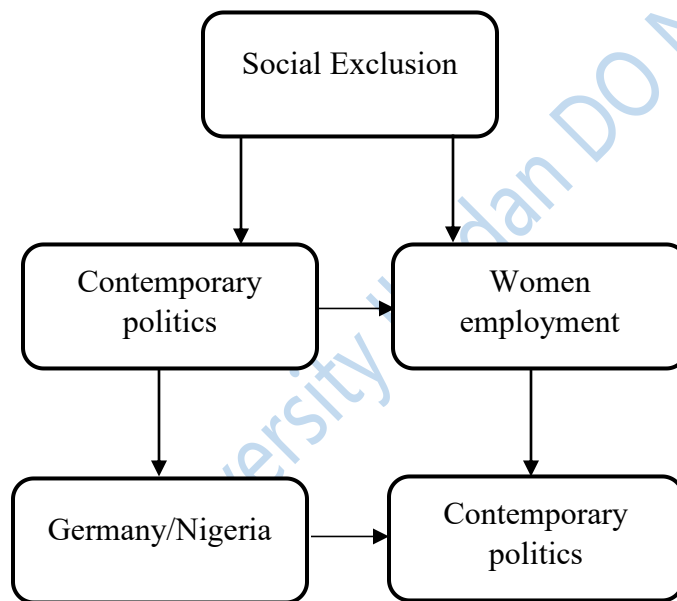 Social Exclusion
Contemporary
politics
Women
employment
Germany/Nigeria
Contemporary
politics